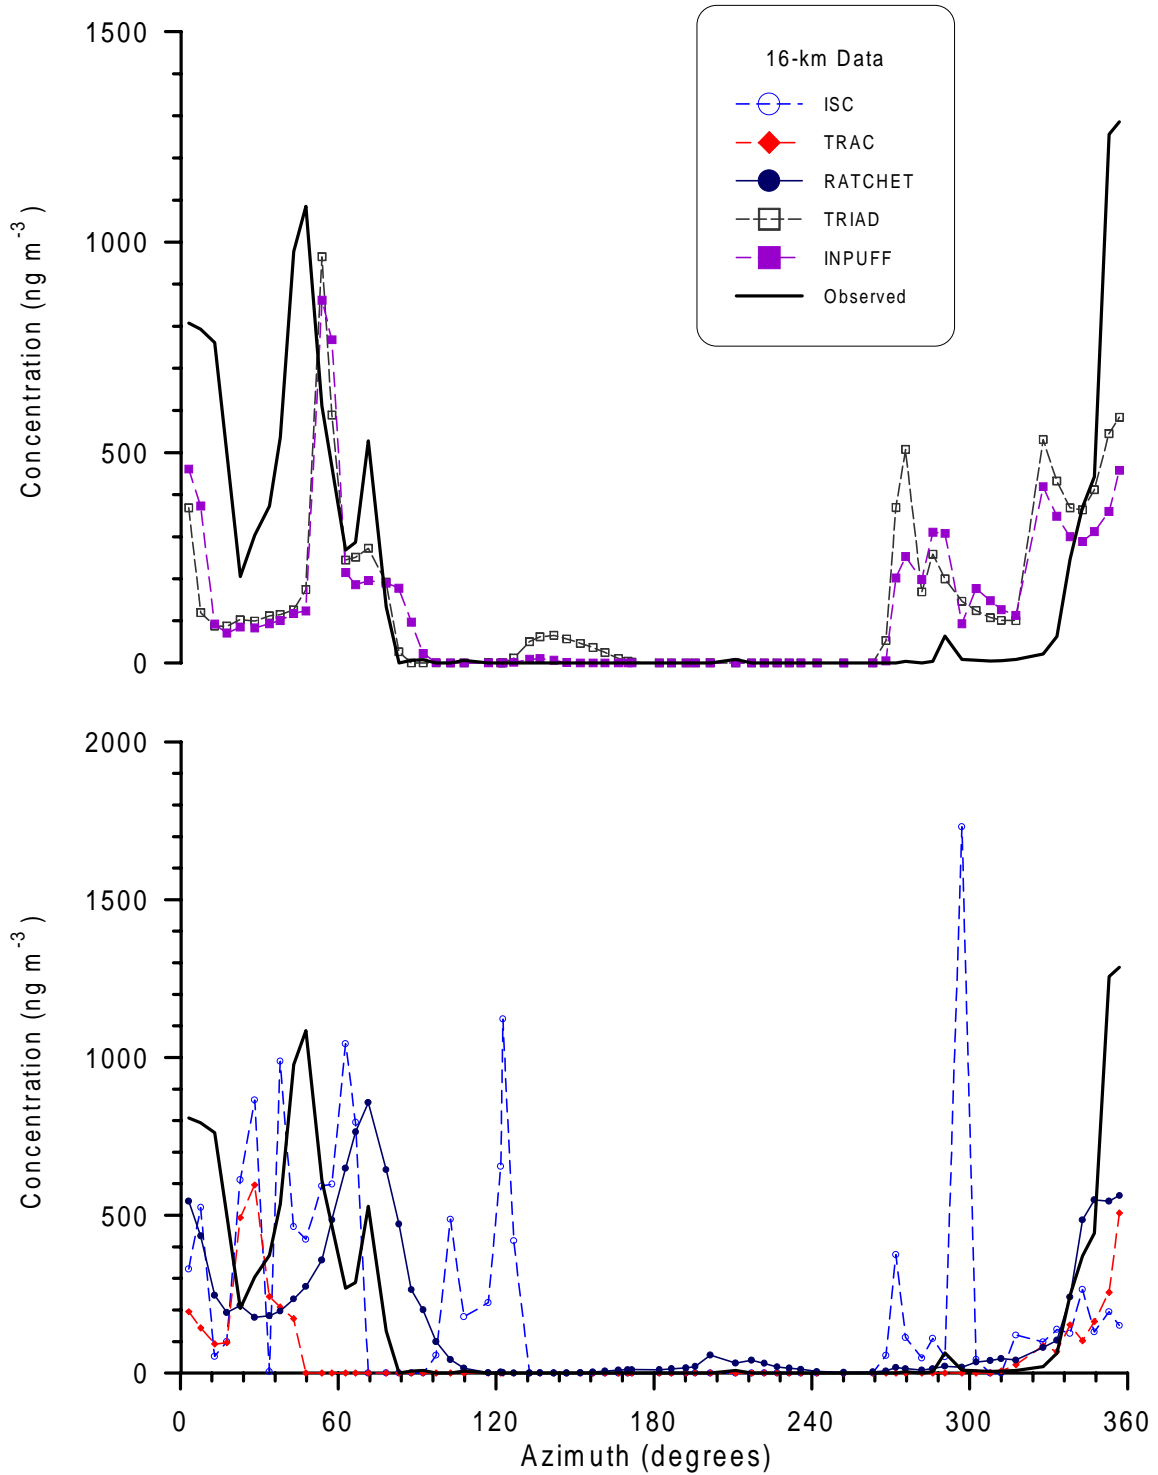 1500
1000
500
0
Concentration (ng m-3)
16-km Data
ISC
TRAC
RATCHET
TRIAD
INPUFF
Observed
2000
1500
1000
500
0
Concentration (ng m-3)
0 60 120 180 240 300 360
Azimuth (degrees)